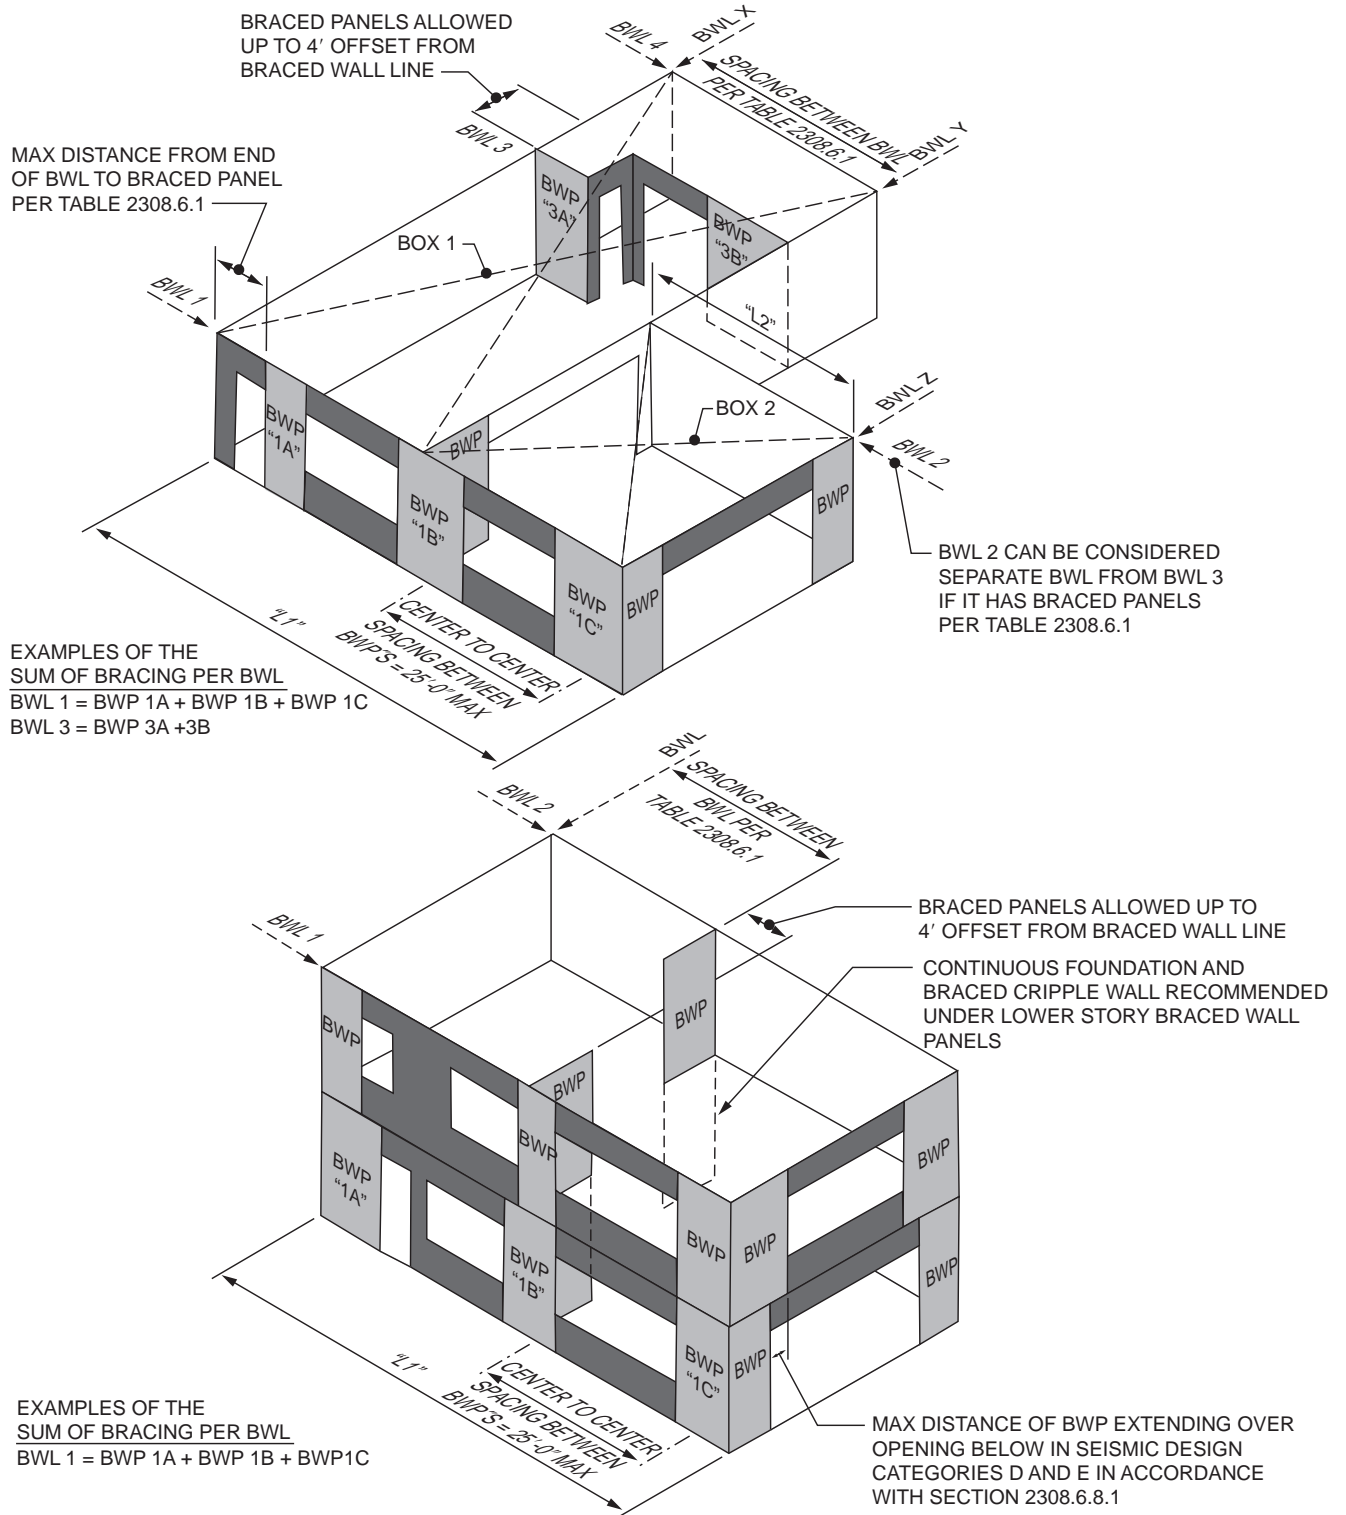 BRACED PANELS ALLOWED
UP TO 4′ OFFSET FROM
BRACED WALL LINE
BWL 4
BWL X
SPACING BETWEEN BWL
PER TABLE 2308.6.1
BWL Y
BWL 3
MAX DISTANCE FROM END
OF BWL TO BRACED PANEL
PER TABLE 2308.6.1
BWP
“3A”
BWP
“3B”
BOX 1
BWL 1
“L2”
BWL Z
BOX 2
BWL 2
BWP
“1A”
BWP
BWP
“1B”
BWP
BWP
“1C”
BWP
BWL 2 CAN BE CONSIDERED
SEPARATE BWL FROM BWL 3
IF IT HAS BRACED PANELS
PER TABLE 2308.6.1
“L1”
CENTER TO CENTER
SPACING BETWEEN
BWP’S = 25′-0″ MAX
EXAMPLES OF THE
SUM OF BRACING PER BWL
BWL 1 = BWP 1A + BWP 1B + BWP 1C
BWL 3 = BWP 3A +3B
BWL
SPACING BETWEEN
BWL PER
TABLE 2308.6.1
BWL 2
BWL 1
BRACED PANELS ALLOWED UP TO
4′ OFFSET FROM BRACED WALL LINE
CONTINUOUS FOUNDATION AND
BRACED CRIPPLE WALL RECOMMENDED
UNDER LOWER STORY BRACED WALL
PANELS
BWP
BWP
BWP
BWP
BWP
BWP
BWP
BWP
“1A”
BWP
“1B”
BWP
“1C”
BWP
BWP
“L1”
CENTER TO CENTER
SPACING BETWEEN
BWP’S = 25′-0″ MAX
EXAMPLES OF THE
SUM OF BRACING PER BWL
BWL 1 = BWP 1A + BWP 1B + BWP1C
MAX DISTANCE OF BWP EXTENDING OVER
OPENING BELOW IN SEISMIC DESIGN
CATEGORIES D AND E IN ACCORDANCE
WITH SECTION 2308.6.8.1